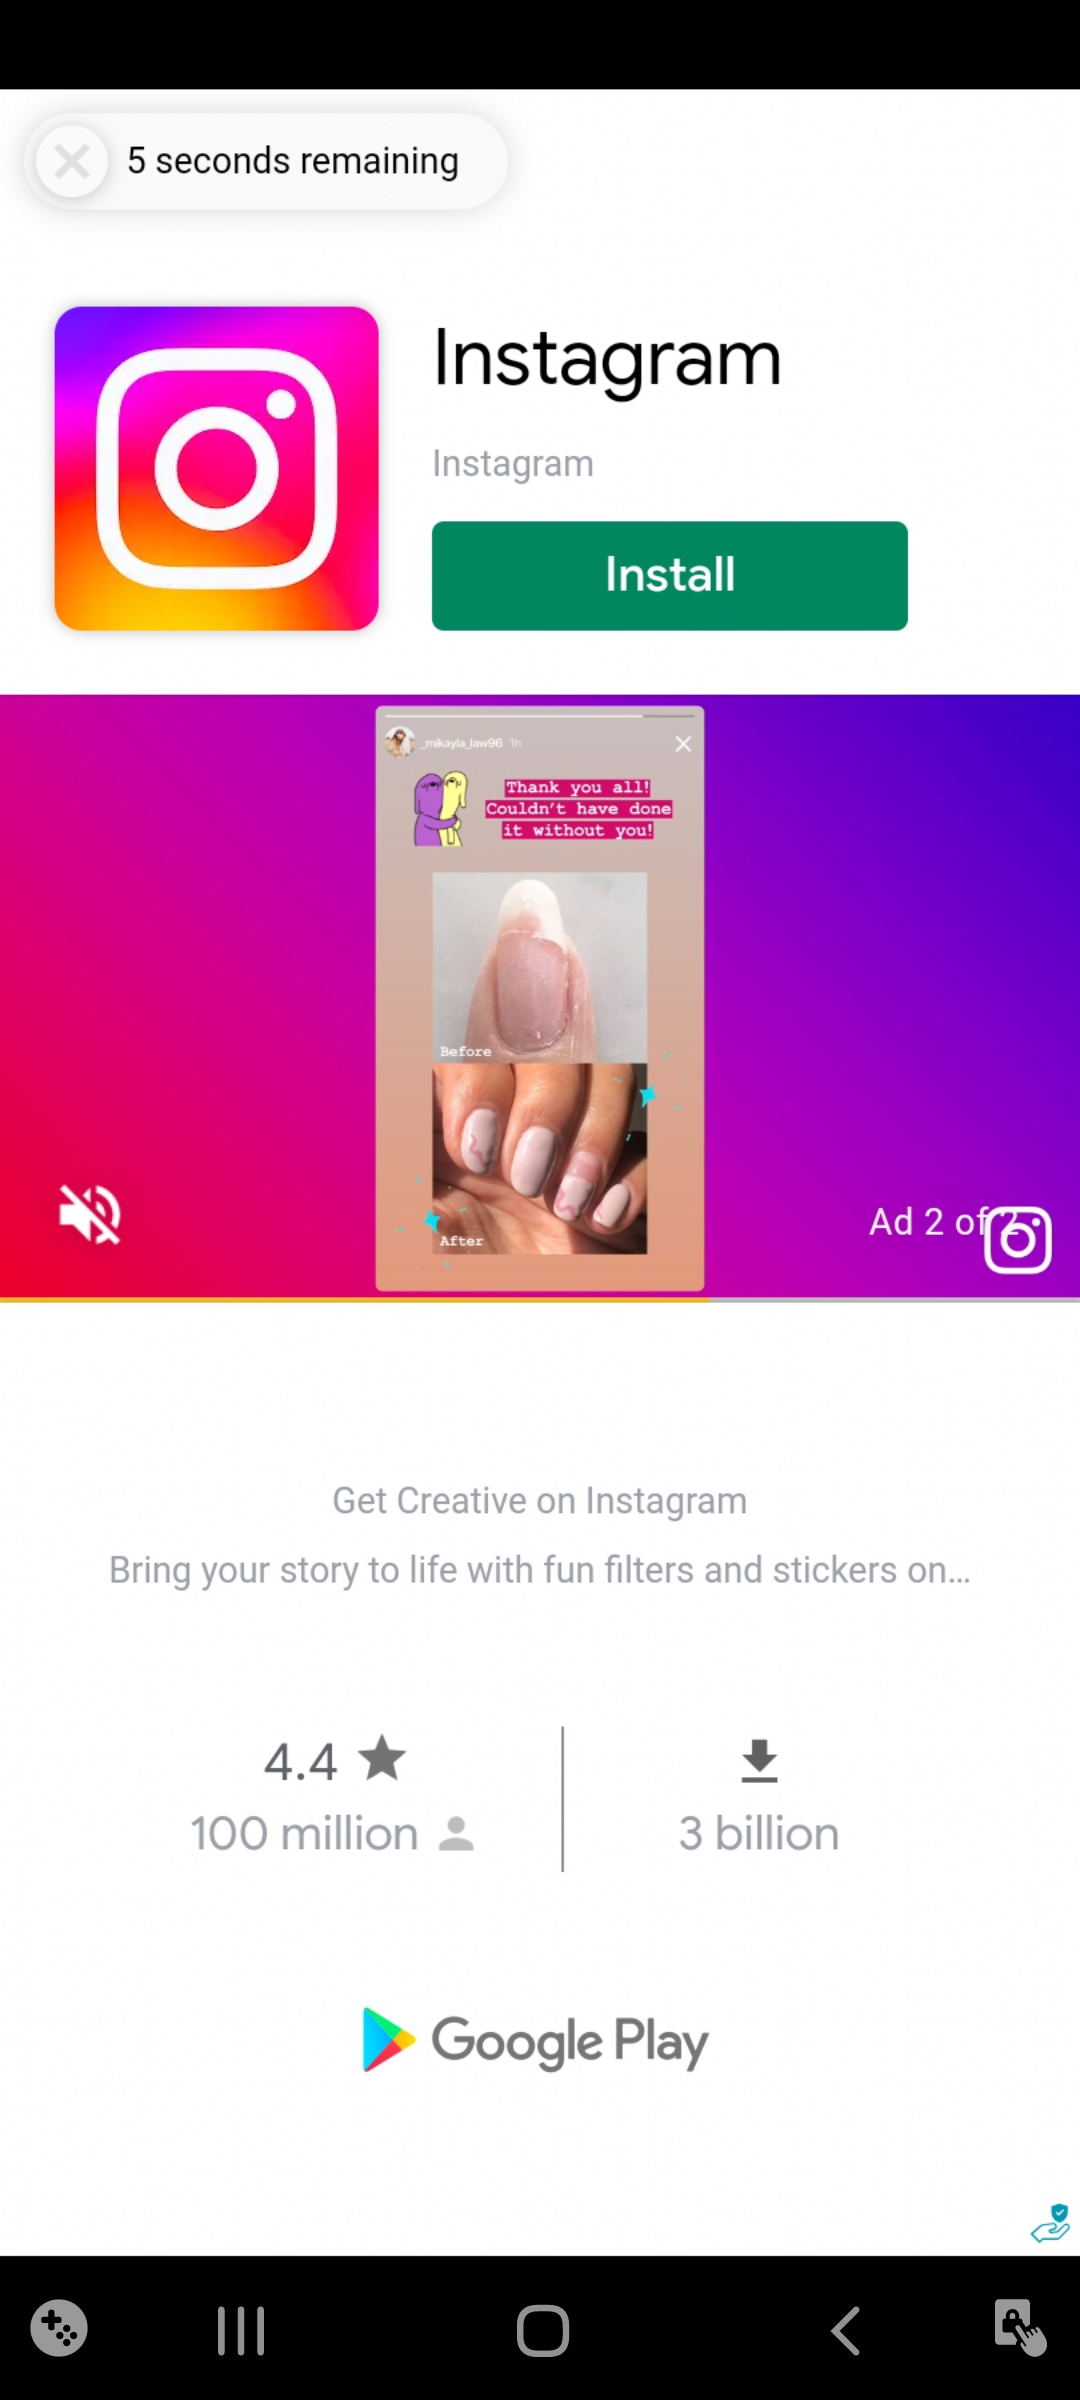 5 seconds remaining
Instagram
Instagram
Install
_mikayla_law96 1h
Thank you all!
Couldn't have done
it without you!
Before
After
Ad 2 of 2
Get Creative on Instagram
Bring your story to life with fun filters and stickers on...
4.4
100 million
3 billion
Google Play